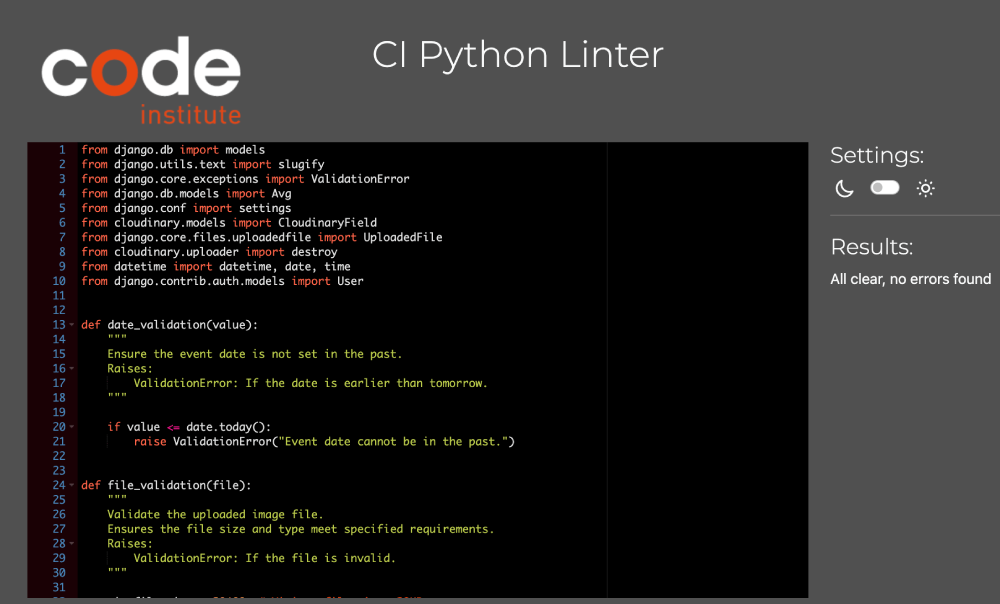 code
institute
CI Python Linter
1 from django.db import models
2 from django.utils.text import slugify
3 from django.core.exceptions import ValidationError
4 from django.db.models import Avg
5 from django.conf import settings
6 from cloudinary.models import CloudinaryField
7 from django.core.files.uploadedfile import UploadedFile
8 from cloudinary.uploader import destroy
9 from datetime import datetime, date, time
10 from django.contrib.auth.models import User
11
12
13 def date_validation(value):
14 """
15 Ensure the event date is not set in the past.
16 Raises:
17 ValidationError: If the date is earlier than tomorrow.
18 """
19
20 if value <= date.today():
21 raise ValidationError("Event date cannot be in the past.")
22
23
24 def file_validation(file):
25 """
26 Validate the uploaded image file.
27 Ensures the file size and type meet specified requirements.
28 Raises:
29 ValidationError: If the file is invalid.
30 """
31
Settings:
Results:
All clear, no errors found